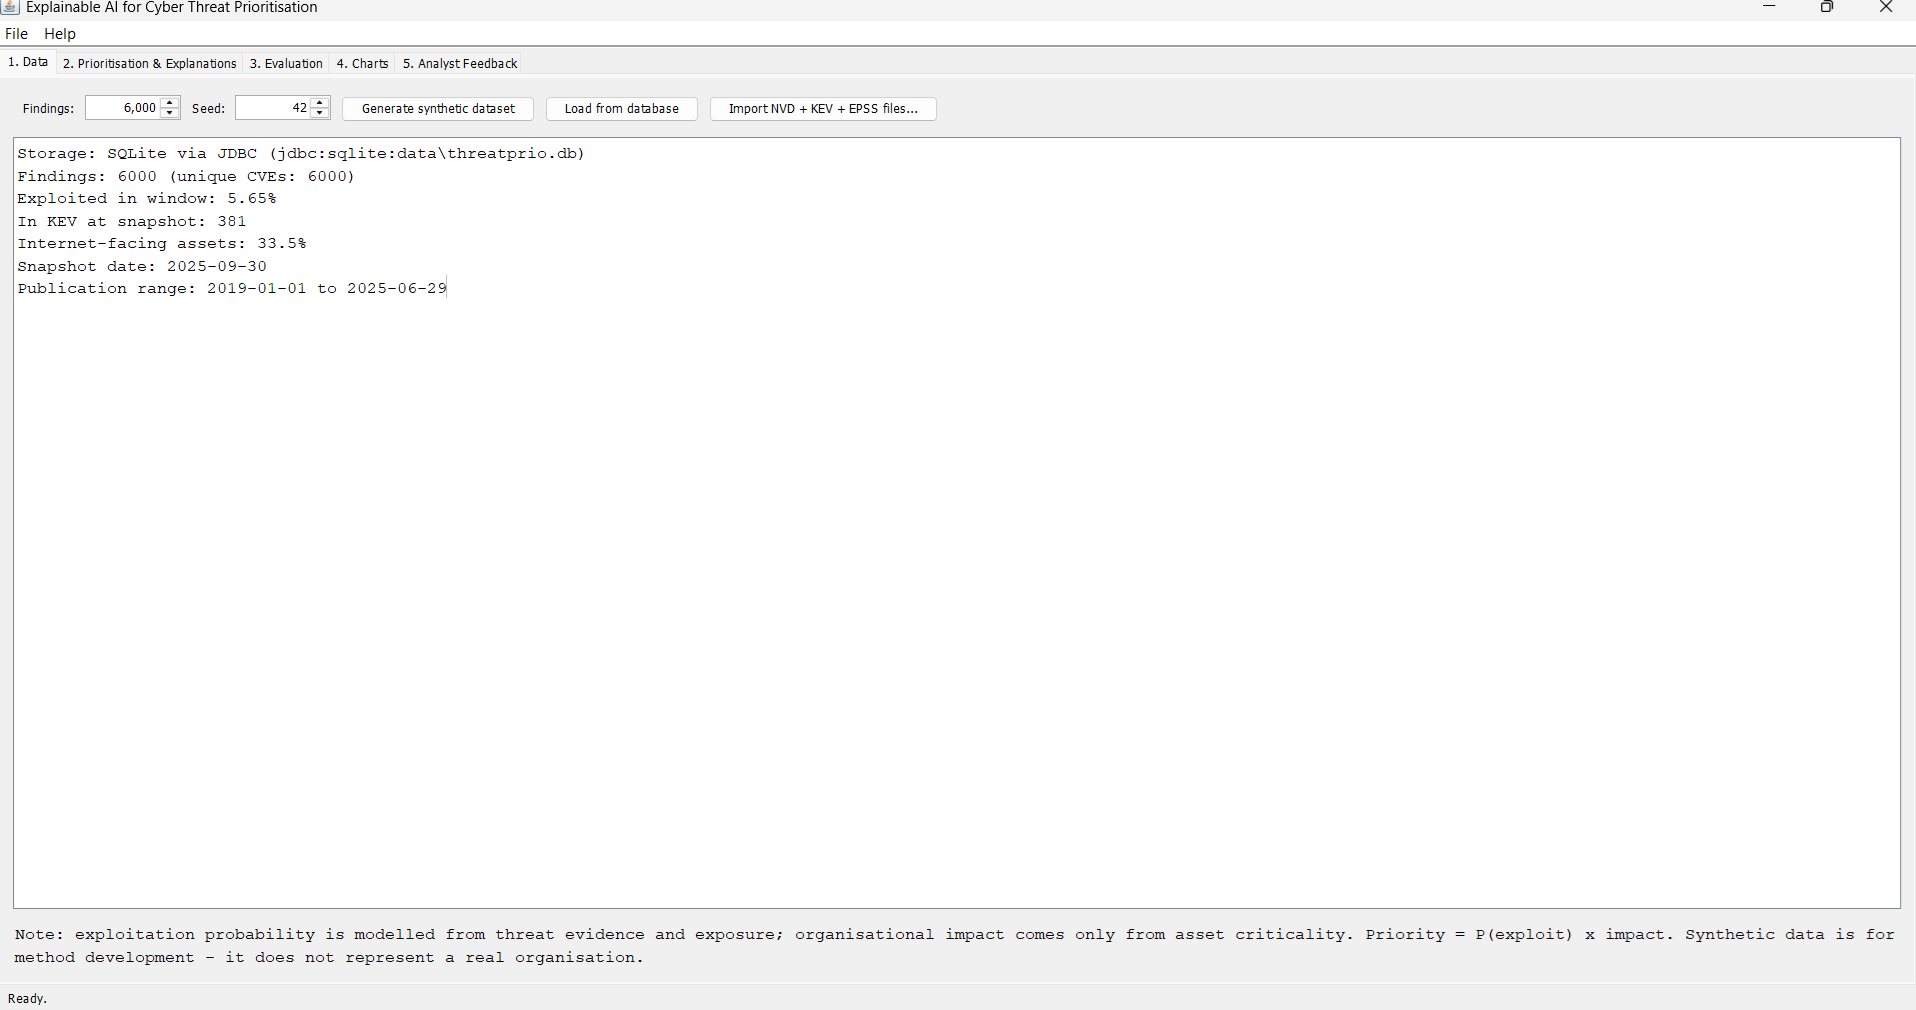 Explainable AI for Cyber Threat Prioritisation
File Help
1. Data 2. Prioritisation & Explanations 3. Evaluation 4. Charts 5. Analyst Feedback
Findings: 6,000 Seed: 42 Generate synthetic dataset Load from database Import NVD + KEV + EPSS files...
Storage: SQLite via JDBC (jdbc:sqlite:data\threatprio.db)
Findings: 6000 (unique CVEs: 6000)
Exploited in window: 5.65%
In KEV at snapshot: 381
Internet-facing assets: 33.5%
Snapshot date: 2025-09-30
Publication range: 2019-01-01 to 2025-06-29
Note: exploitation probability is modelled from threat evidence and exposure; organisational impact comes only from asset criticality. Priority = P(exploit) x impact. Synthetic data is for
method development - it does not represent a real organisation.
Ready.